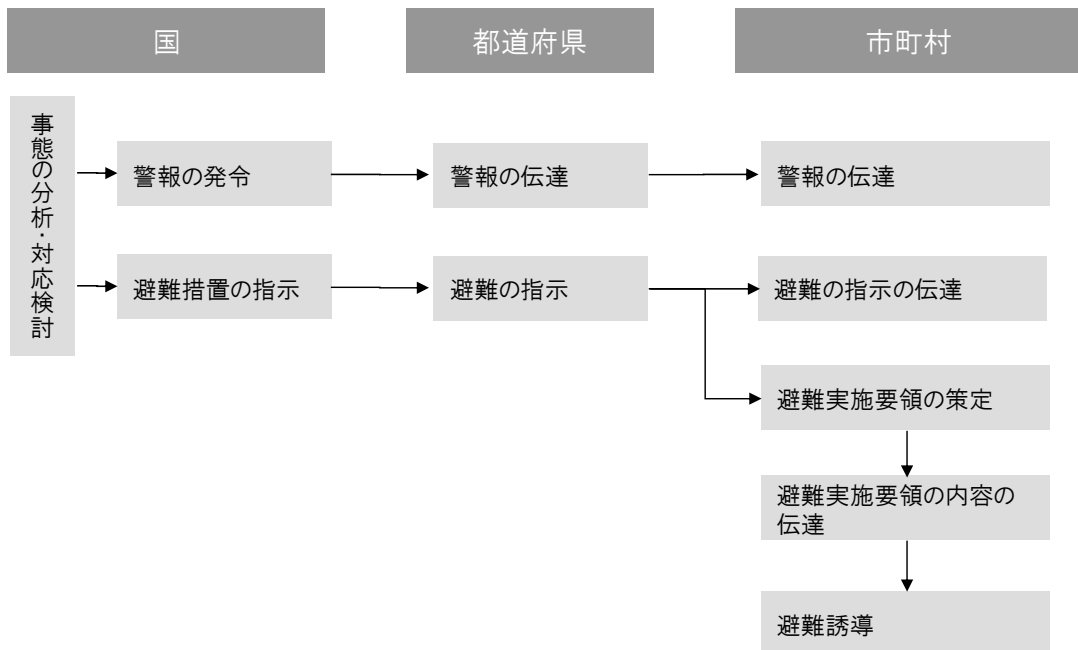 国
都道府県
市町村
事態の分析・対応検討
警報の発令
警報の伝達
警報の伝達
避難措置の指示
避難の指示
避難の指示の伝達
避難実施要領の策定
避難実施要領の内容の
伝達
避難誘導